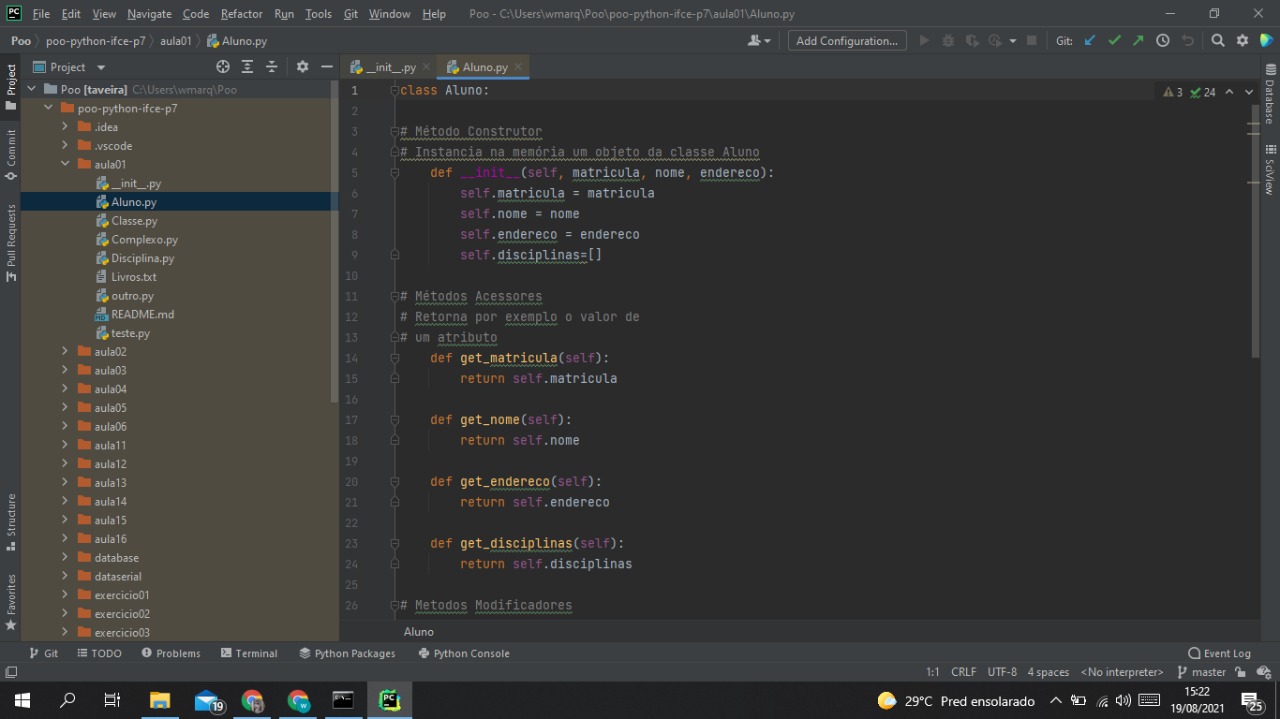 PC File Edit View Navigate Code Refactor Run Tools Git Window Help Poo - C:\Users\wmarq\Poo\poo-python-ifce-p7\aula01\Aluno.py
Poo poo-python-ifce-p7 aula01 Aluno.py Add Configuration... Git:
Project
__init__.py Aluno.py
Project
Commit
Pull Requests
Structure
Favorites
Poo [taveira] C:\Users\wmarq\Poo
poo-python-ifce-p7
.idea
.vscode
aula01
__init__.py
Aluno.py
Classe.py
Complexo.py
Disciplina.py
Livros.txt
outro.py
README.md
teste.py
aula02
aula03
aula04
aula05
aula06
aula11
aula12
aula13
aula14
aula15
aula16
database
dataserial
exercicio01
exercicio02
exercicio03
1 class Aluno:
2
3 # Método Construtor
4 # Instancia na memória um objeto da classe Aluno
5 def __init__(self, matricula, nome, endereco):
6 self.matricula = matricula
7 self.nome = nome
8 self.endereco = endereco
9 self.disciplinas=[]
10
11 # Métodos Acessores
12 # Retorna por exemplo o valor de
13 # um atributo
14 def get_matricula(self):
15 return self.matricula
16
17 def get_nome(self):
18 return self.nome
19
20 def get_endereco(self):
21 return self.endereco
22
23 def get_disciplinas(self):
24 return self.disciplinas
25
26 # Metodos Modificadores
3 24
Database
SciView
Aluno
Git TODO Problems Terminal Python Packages Python Console Event Log
1:1 CRLF UTF-8 4 spaces <No interpreter> master
19 PC 29°C Pred ensolarado 15:22
19/08/2021 25